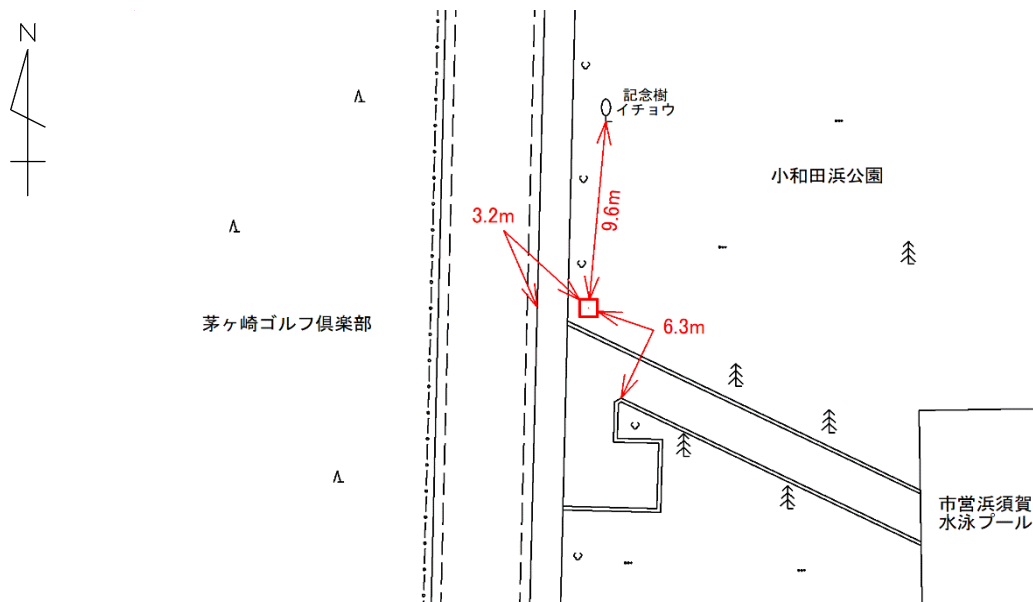 N
記念樹
イチョウ
小和田浜公園
3.2m
9.6m
茅ヶ崎ゴルフ倶楽部
6.3m
市営浜須賀
水泳プール